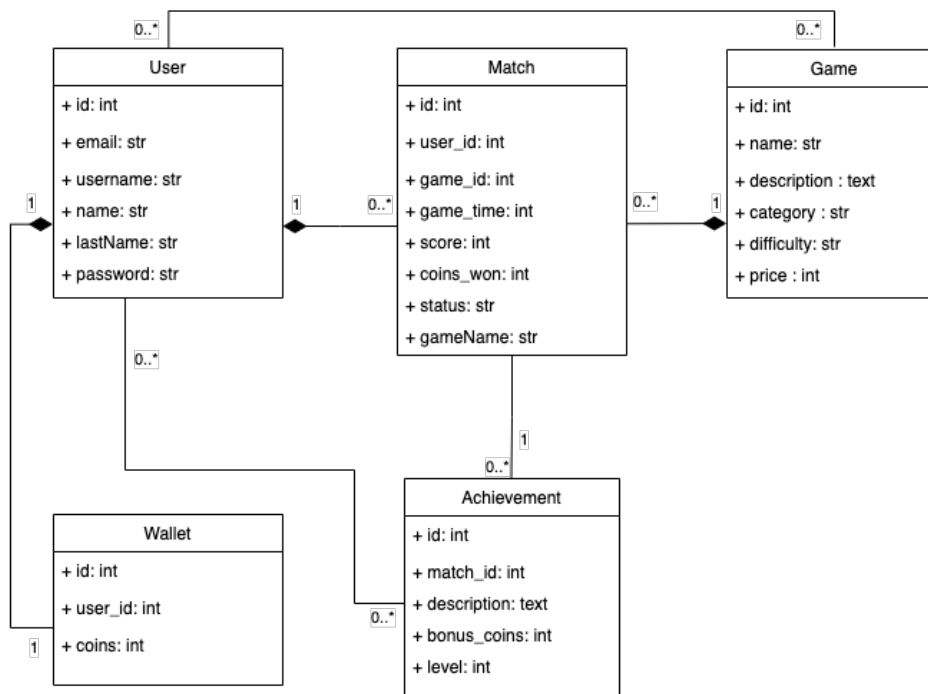 0..*
0..*
User
+ id: int
+ email: str
+ username: str
+ name: str
+ lastName: str
+ password: str
Match
+ id: int
+ user_id: int
+ game_id: int
+ game_time: int
+ score: int
+ coins_won: int
+ status: str
+ gameName: str
Game
+ id: int
+ name: str
+ description : text
+ category : str
+ difficulty: str
+ price : int
1
1
0..*
0..*
1
0..*
1
0..*
Wallet
+ id: int
+ user_id: int
+ coins: int
1
Achievement
+ id: int
+ match_id: int
+ description: text
+ bonus_coins: int
+ level: int
0..*